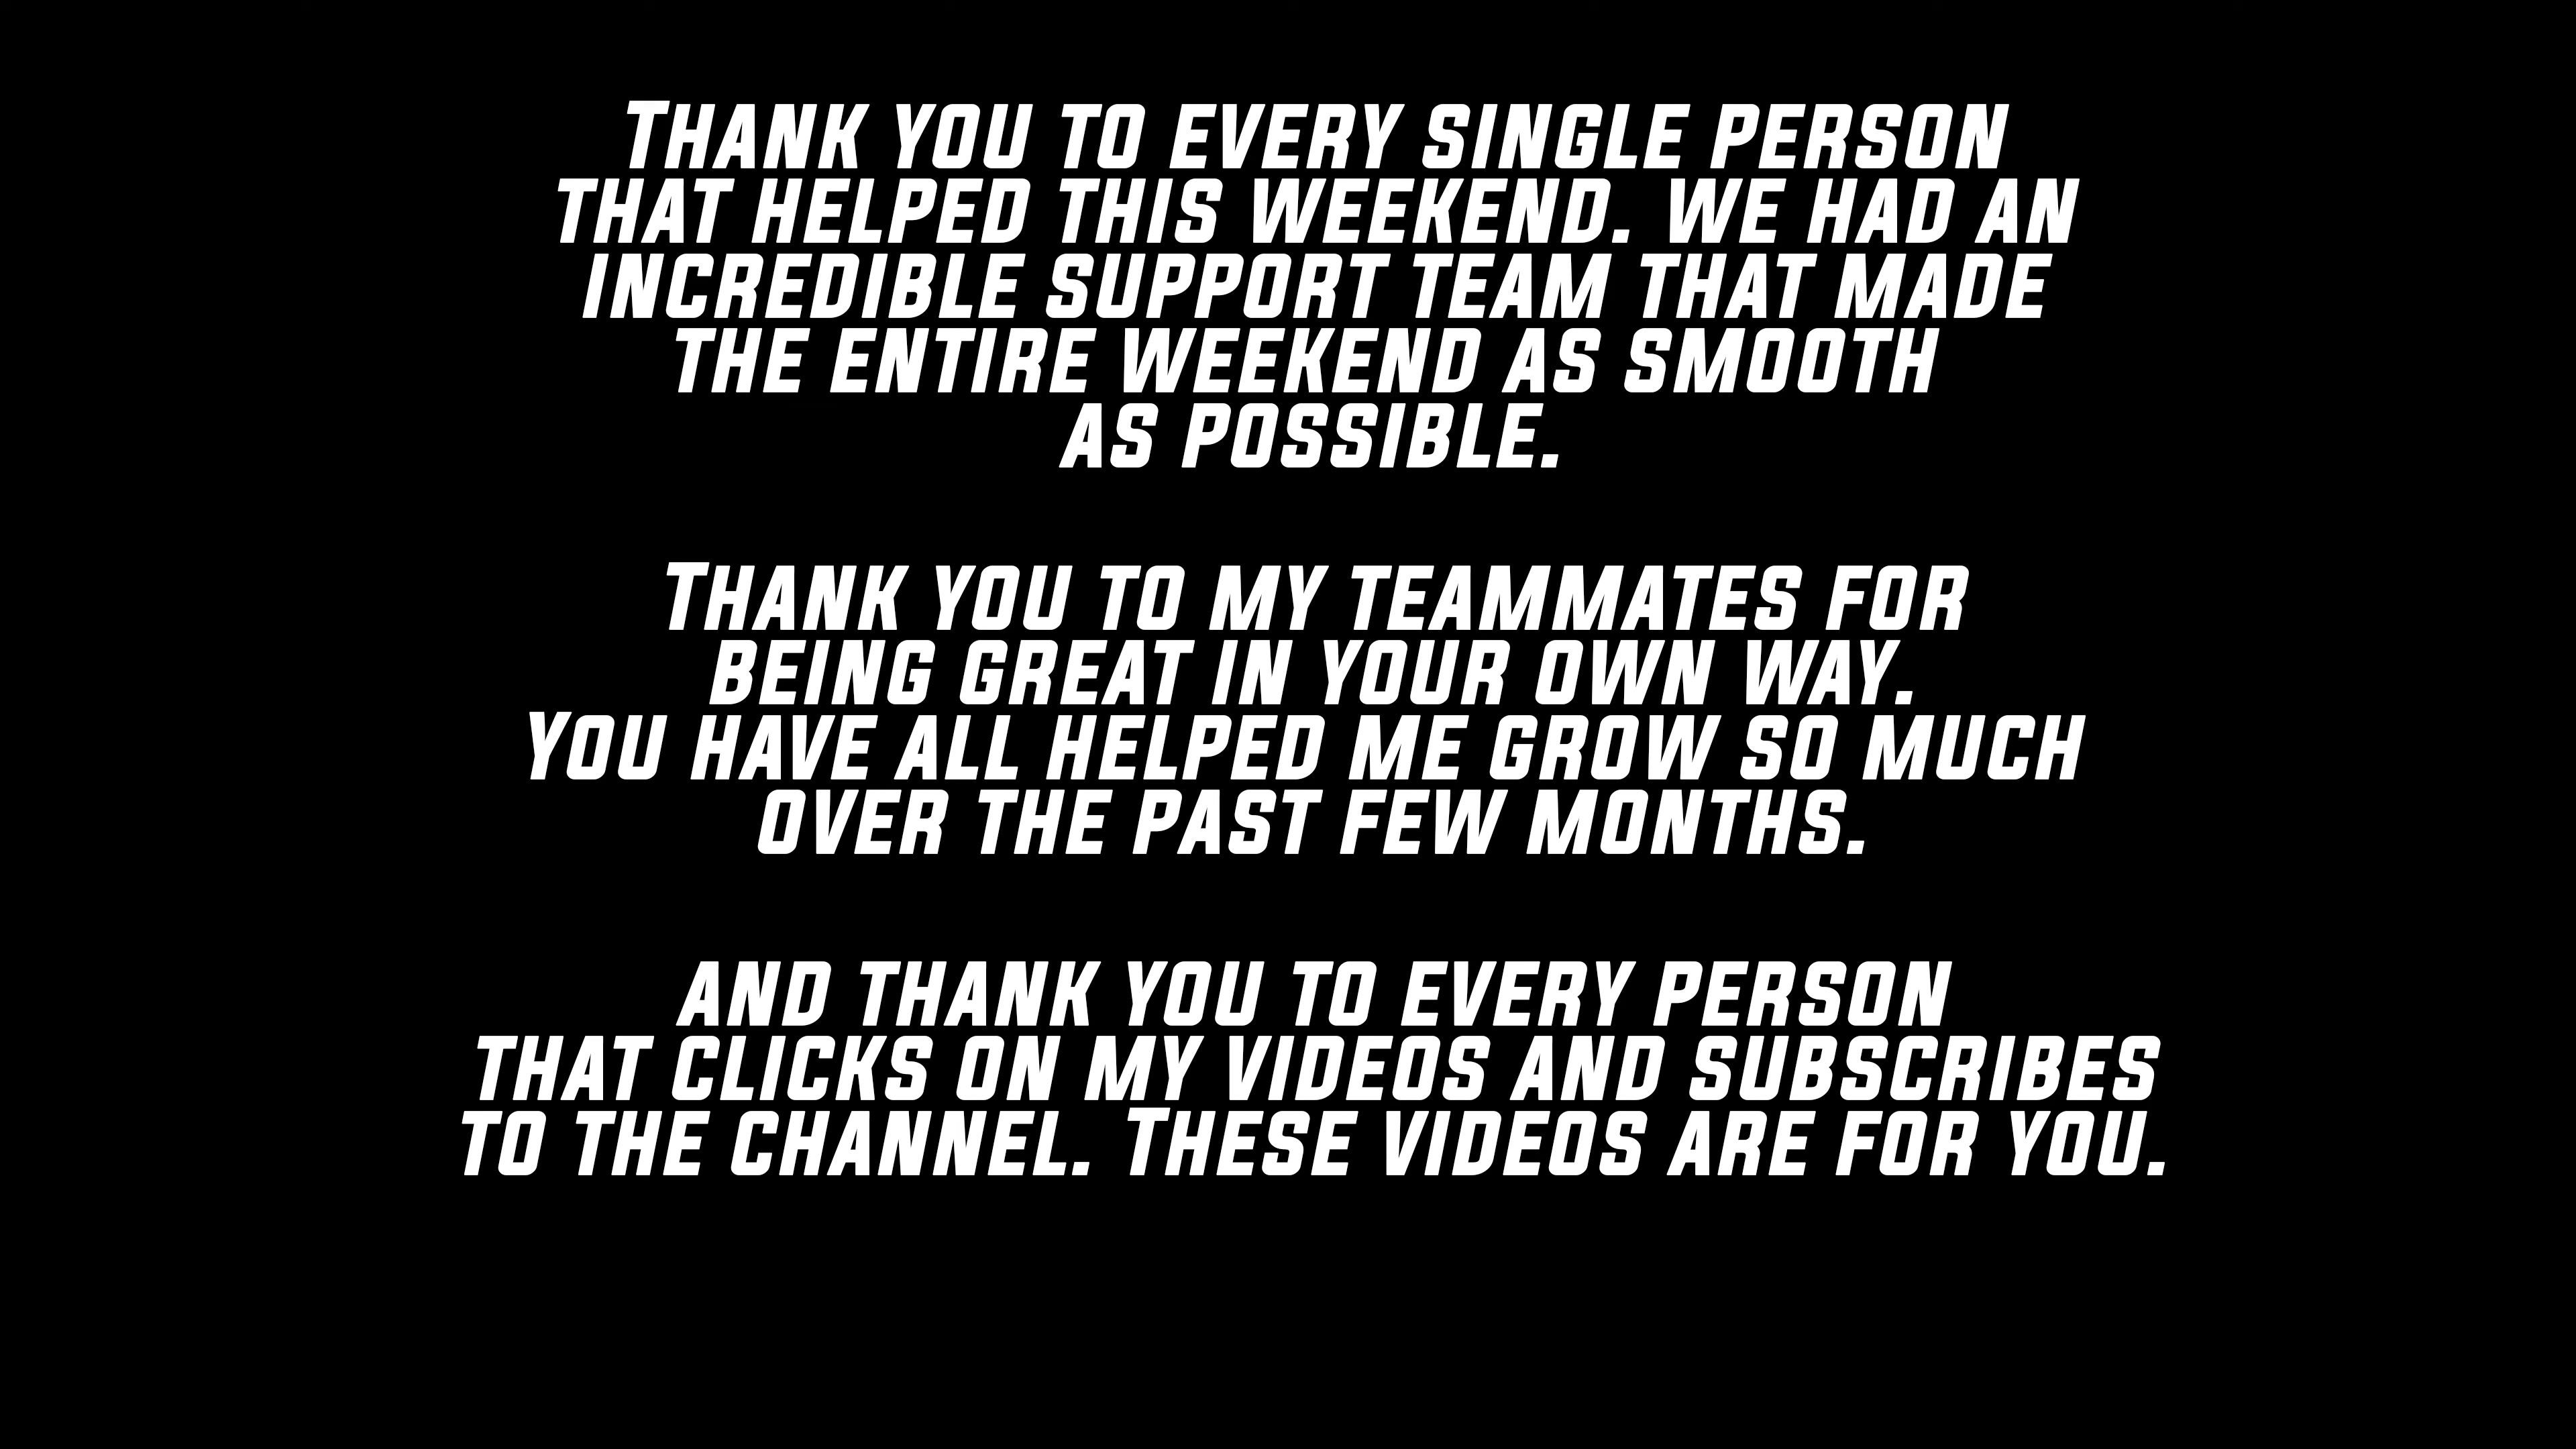 Thank you to every single person
that helped this weekend. We had an
incredible support team that made
the entire weekend as smooth
as possible.
Thank you to my teammates for
being great in your own way.
You have all helped me grow so much
over the past few months.
and thank you to every person
that clicks on my videos and subscribes
to the channel. These videos are for you.